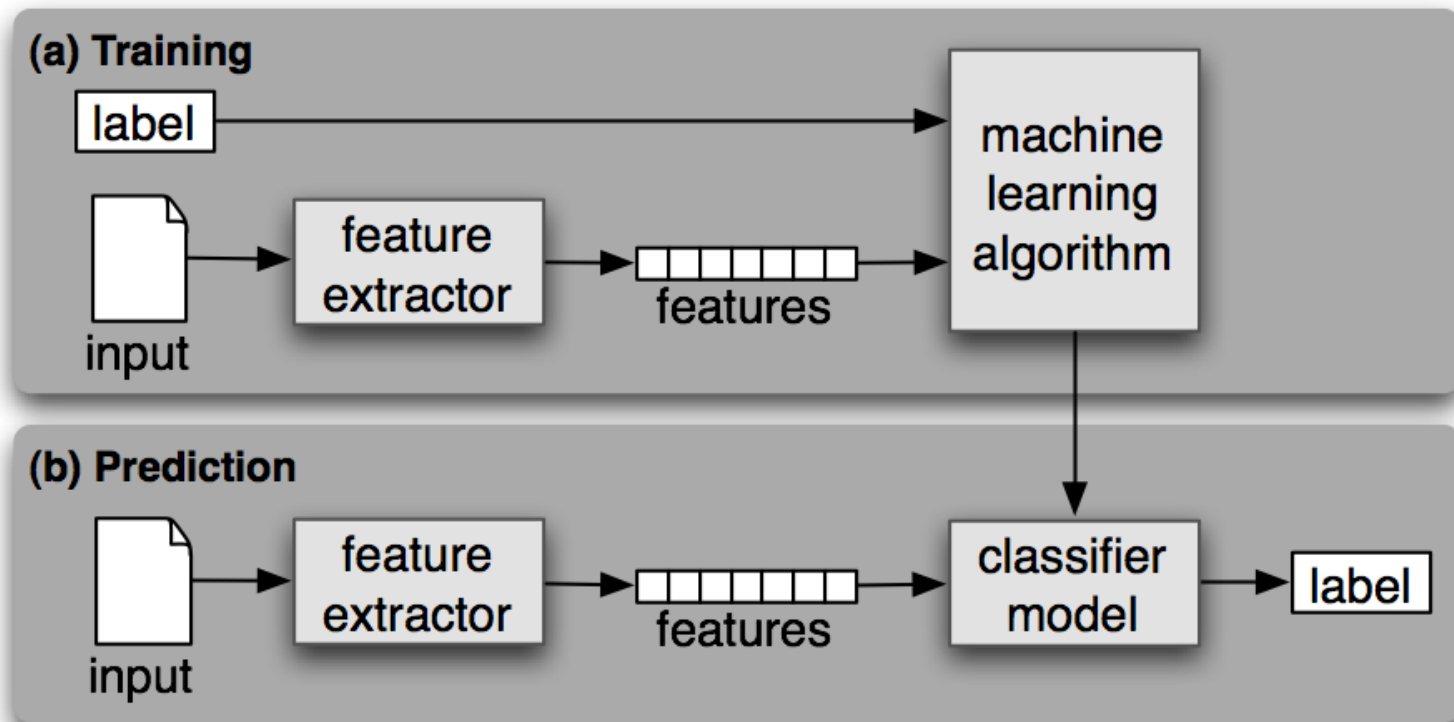 (a) Training
label
machine
learning
algorithm
feature
extractor
features
input
(b) Prediction
feature
extractor
features
input
classifier
model
label